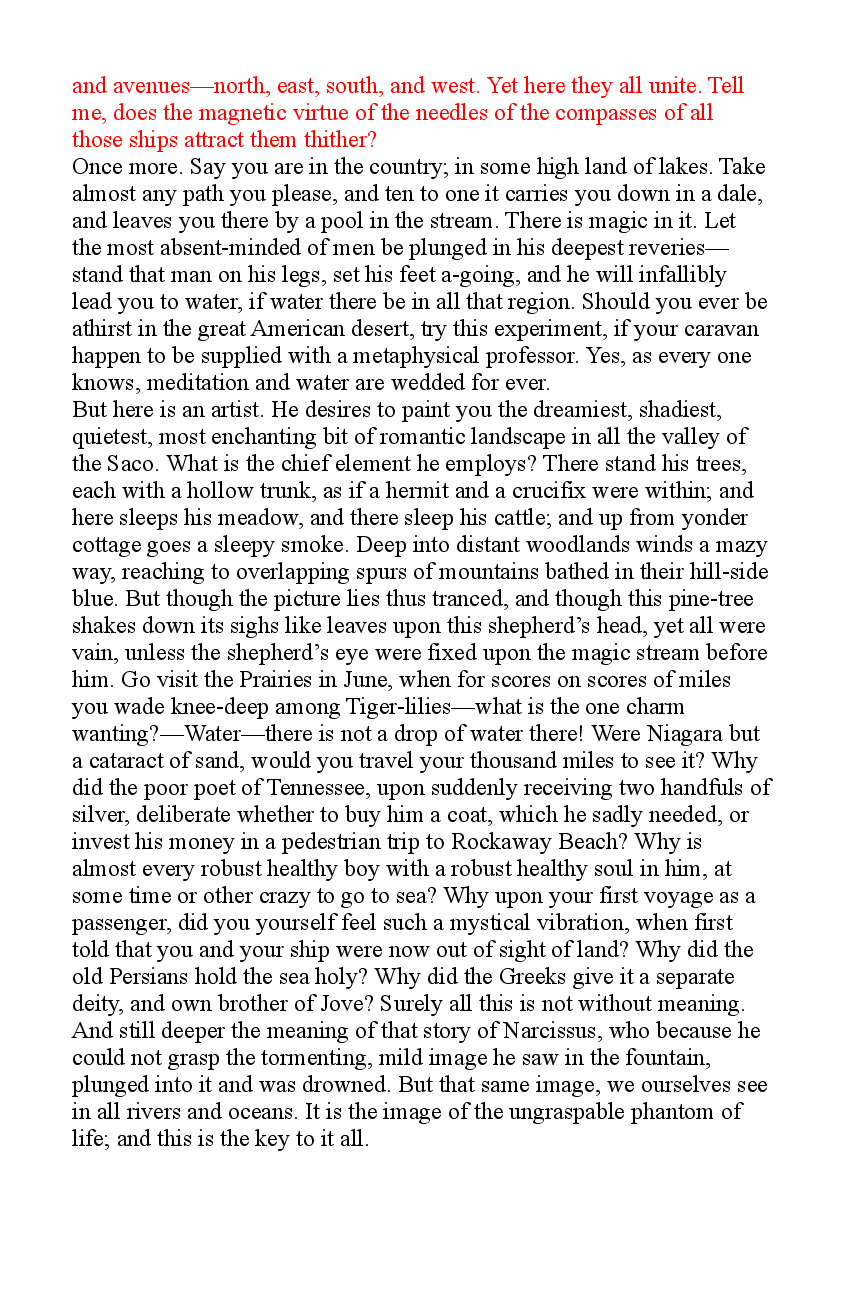 and avenues—north, east, south, and west. Yet here they all unite. Tell
me, does the magnetic virtue of the needles of the compasses of all
those ships attract them thither?
Once more. Say you are in the country; in some high land of lakes. Take
almost any path you please, and ten to one it carries you down in a dale,
and leaves you there by a pool in the stream. There is magic in it. Let
the most absent-minded of men be plunged in his deepest reveries—
stand that man on his legs, set his feet a-going, and he will infallibly
lead you to water, if water there be in all that region. Should you ever be
athirst in the great American desert, try this experiment, if your caravan
happen to be supplied with a metaphysical professor. Yes, as every one
knows, meditation and water are wedded for ever.
But here is an artist. He desires to paint you the dreamiest, shadiest,
quietest, most enchanting bit of romantic landscape in all the valley of
the Saco. What is the chief element he employs? There stand his trees,
each with a hollow trunk, as if a hermit and a crucifix were within; and
here sleeps his meadow, and there sleep his cattle; and up from yonder
cottage goes a sleepy smoke. Deep into distant woodlands winds a mazy
way, reaching to overlapping spurs of mountains bathed in their hill-side
blue. But though the picture lies thus tranced, and though this pine-tree
shakes down its sighs like leaves upon this shepherd’s head, yet all were
vain, unless the shepherd’s eye were fixed upon the magic stream before
him. Go visit the Prairies in June, when for scores on scores of miles
you wade knee-deep among Tiger-lilies—what is the one charm
wanting?—Water—there is not a drop of water there! Were Niagara but
a cataract of sand, would you travel your thousand miles to see it? Why
did the poor poet of Tennessee, upon suddenly receiving two handfuls of
silver, deliberate whether to buy him a coat, which he sadly needed, or
invest his money in a pedestrian trip to Rockaway Beach? Why is
almost every robust healthy boy with a robust healthy soul in him, at
some time or other crazy to go to sea? Why upon your first voyage as a
passenger, did you yourself feel such a mystical vibration, when first
told that you and your ship were now out of sight of land? Why did the
old Persians hold the sea holy? Why did the Greeks give it a separate
deity, and own brother of Jove? Surely all this is not without meaning.
And still deeper the meaning of that story of Narcissus, who because he
could not grasp the tormenting, mild image he saw in the fountain,
plunged into it and was drowned. But that same image, we ourselves see
in all rivers and oceans. It is the image of the ungraspable phantom of
life; and this is the key to it all.